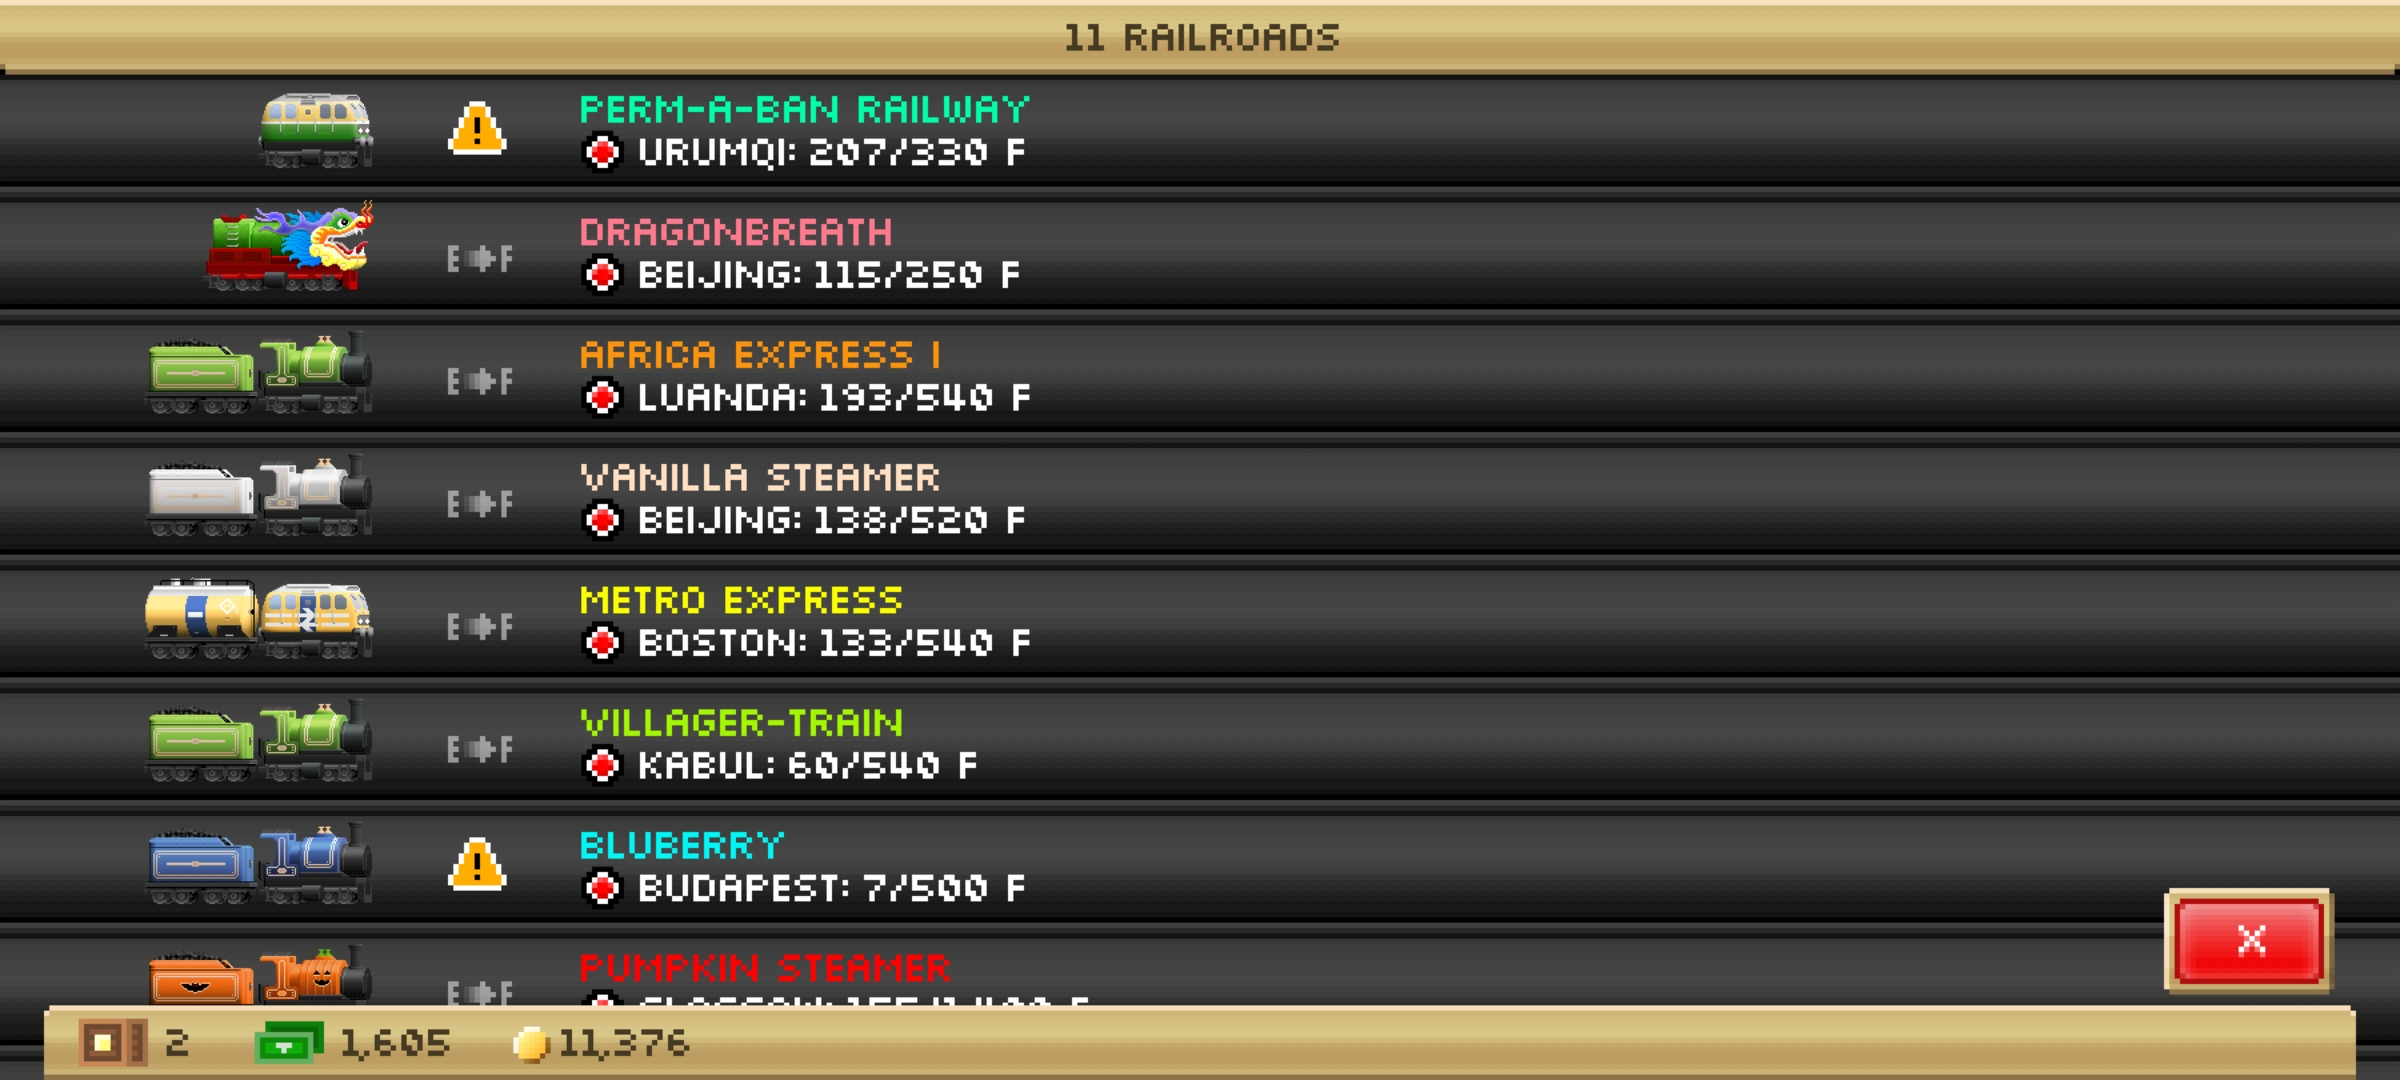 11 RAILROADS
PERM-A-BAN RAILWAY
URUMQI: 207/330 F
DRAGONBREATH
E F
BEIJING: 115/250 F
AFRICA EXPRESS I
E F
LUANDA: 193/540 F
VANILLA STEAMER
E F
BEIJING: 138/520 F
METRO EXPRESS
E F
BOSTON: 133/540 F
VILLAGER-TRAIN
E F
KABUL: 60/540 F
BLUBERRY
BUDAPEST: 7/500 F
PUMPKIN STEAMER
E F
X
2 1,605 11,376